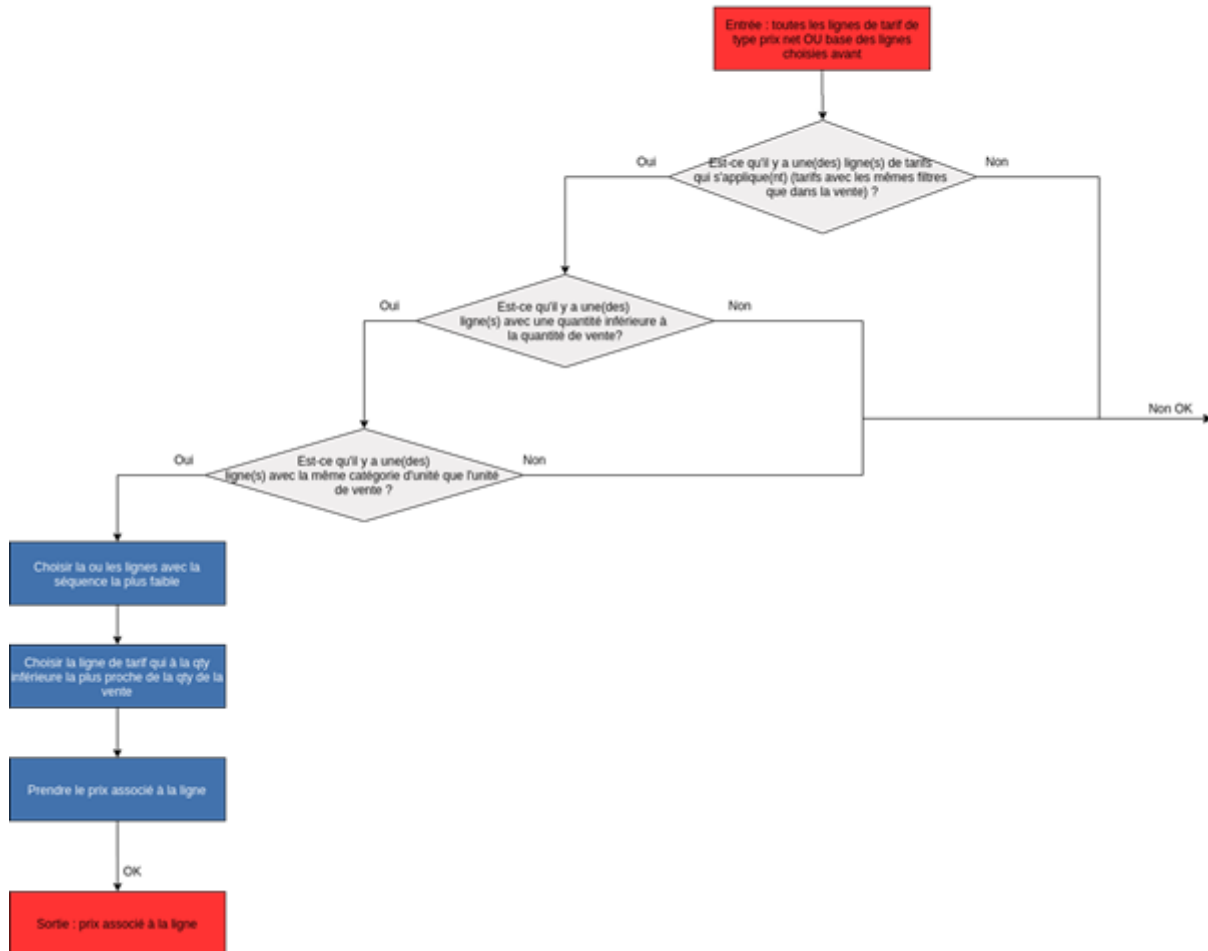 Entrée : toutes les lignes de tarif de
type prix net OU base des lignes
choisies avant
Oui
Est-ce qu'il y a une(des) ligne(s) de tarifs
qui s'applique(nt) (tarifs avec les mêmes filtres
que dans la vente) ?
Non
Oui
Est-ce qu'il y a une(des)
ligne(s) avec une quantité inférieure à
la quantité de vente?
Non
Non OK
Oui
Est-ce qu'il y a une(des)
ligne(s) avec la même catégorie d'unité que l'unité
de vente ?
Non
Choisir la ou les lignes avec la
séquence la plus faible
Choisir la ligne de tarif qui à la qty
inférieure la plus proche de la qty de la
vente
Prendre le prix associé à la ligne
OK
Sortie : prix associé à la ligne